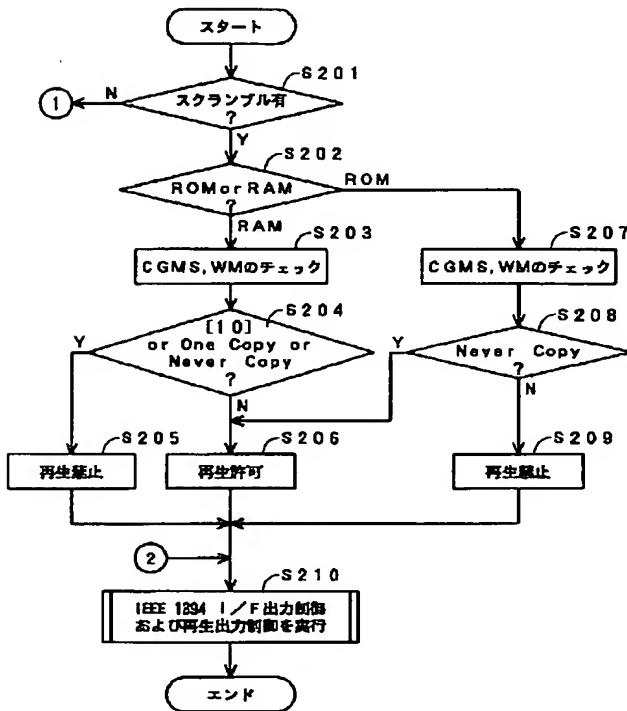 スタート
S201
N
1
スクランブル有
?
Y
S202
ROM or RAM
?
ROM
RAM
S203
CGMS,WMのチェック
S207
CGMS,WMのチェック
S204
[10]
or One Copy or
Never Copy
?
Y
N
S208
Never Copy
?
Y
N
S205
再生禁止
S206
再生許可
S209
再生禁止
2
S210
IEEE 1394 I/F出力制御
および再生出力制御を実行
エンド